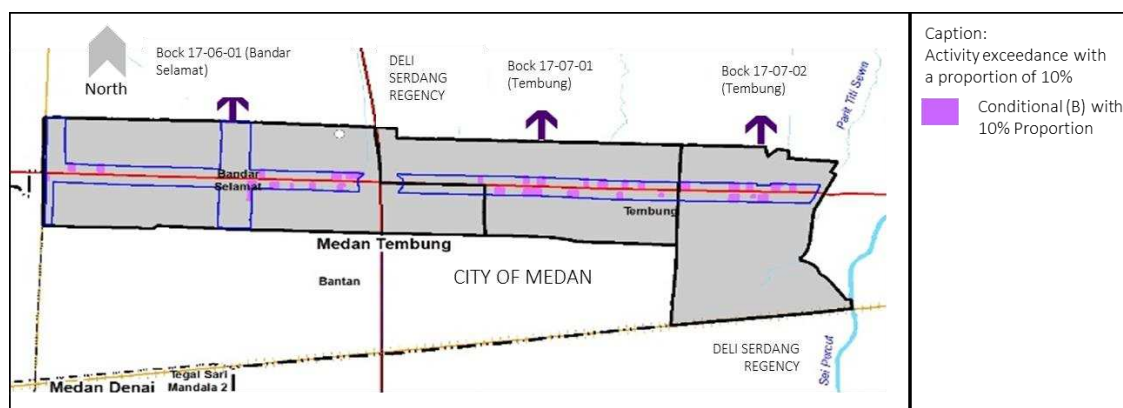 North
Bock 17-06-01 (Bandar
Selamat)
DELI
SERDANG
REGENCY
Bock 17-07-01
(Tembung)
Bock 17-07-02
(Tembung)
Parit Titi Sewa
Bandar
Selamat
Tembung
Medan Tembung
Bantan
CITY OF MEDAN
DELI SERDANG
REGENCY
Sei Percut
Tegal Sari
Mandala 2
Medan Denai
Caption:
Activity exceedance with
a proportion of 10%
Conditional (B) with
10% Proportion